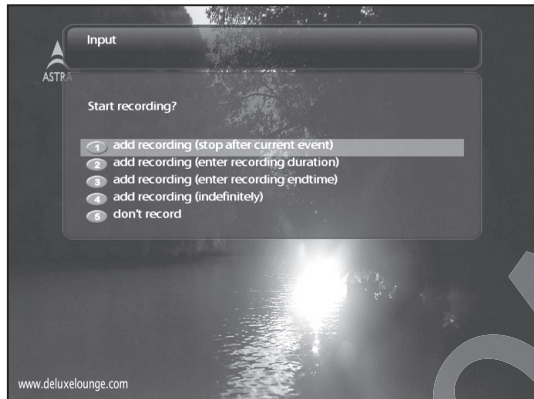 Input
ASTRA
Start recording?
1 add recording (stop after current event)
2 add recording (enter recording duration)
3 add recording (enter recording endtime)
4 add recording (indefinitely)
5 don't record
www.deluxelounge.com